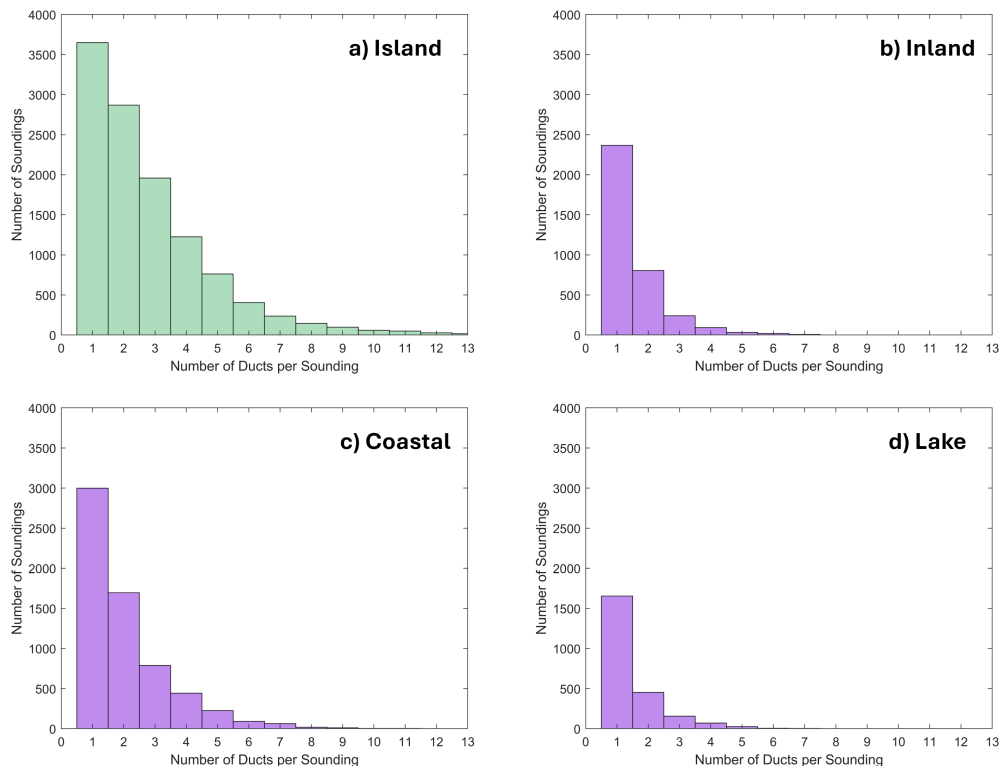 a) Island
4000
3500
3000
2500
2000
1500
1000
500
0
Number of Soundings
0 1 2 3 4 5 6 7 8 9 10 11 12 13
Number of Ducts per Sounding
b) Inland
4000
3500
3000
2500
2000
1500
1000
500
0
Number of Soundings
0 1 2 3 4 5 6 7 8 9 10 11 12 13
Number of Ducts per Sounding
c) Coastal
4000
3500
3000
2500
2000
1500
1000
500
0
Number of Soundings
0 1 2 3 4 5 6 7 8 9 10 11 12 13
Number of Ducts per Sounding
d) Lake
4000
3500
3000
2500
2000
1500
1000
500
0
Number of Soundings
0 1 2 3 4 5 6 7 8 9 10 11 12 13
Number of Ducts per Sounding